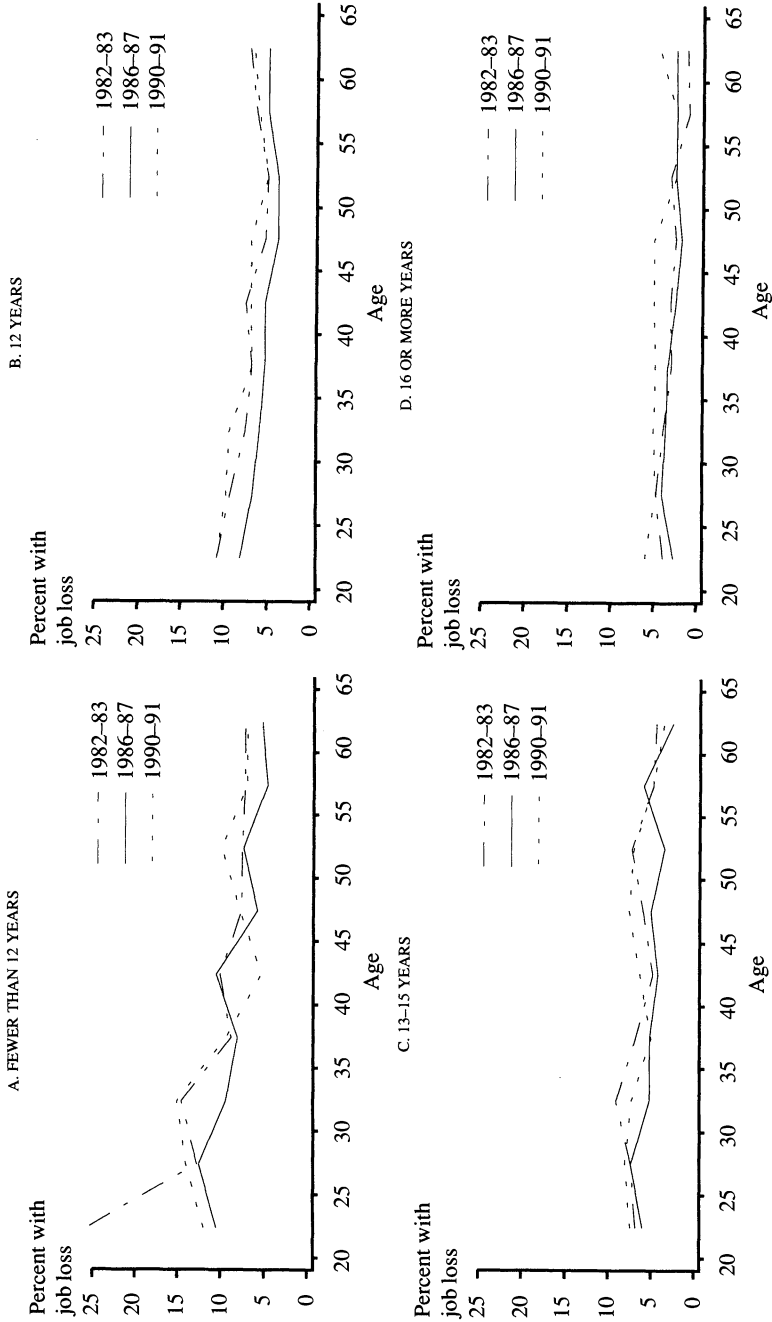 A. FEWER THAN 12 YEARS
Percent with
job loss
25
20
15
10
5
0
1982–83
1986–87
1990–91
20 25 30 35 40 45 50 55 60 65
Age
B. 12 YEARS
Percent with
job loss
25
20
15
10
5
0
1982–83
1986–87
1990–91
20 25 30 35 40 45 50 55 60 65
Age
C. 13–15 YEARS
Percent with
job loss
25
20
15
10
5
0
1982–83
1986–87
1990–91
20 25 30 35 40 45 50 55 60 65
Age
D. 16 OR MORE YEARS
Percent with
job loss
25
20
15
10
5
0
1982–83
1986–87
1990–91
20 25 30 35 40 45 50 55 60 65
Age